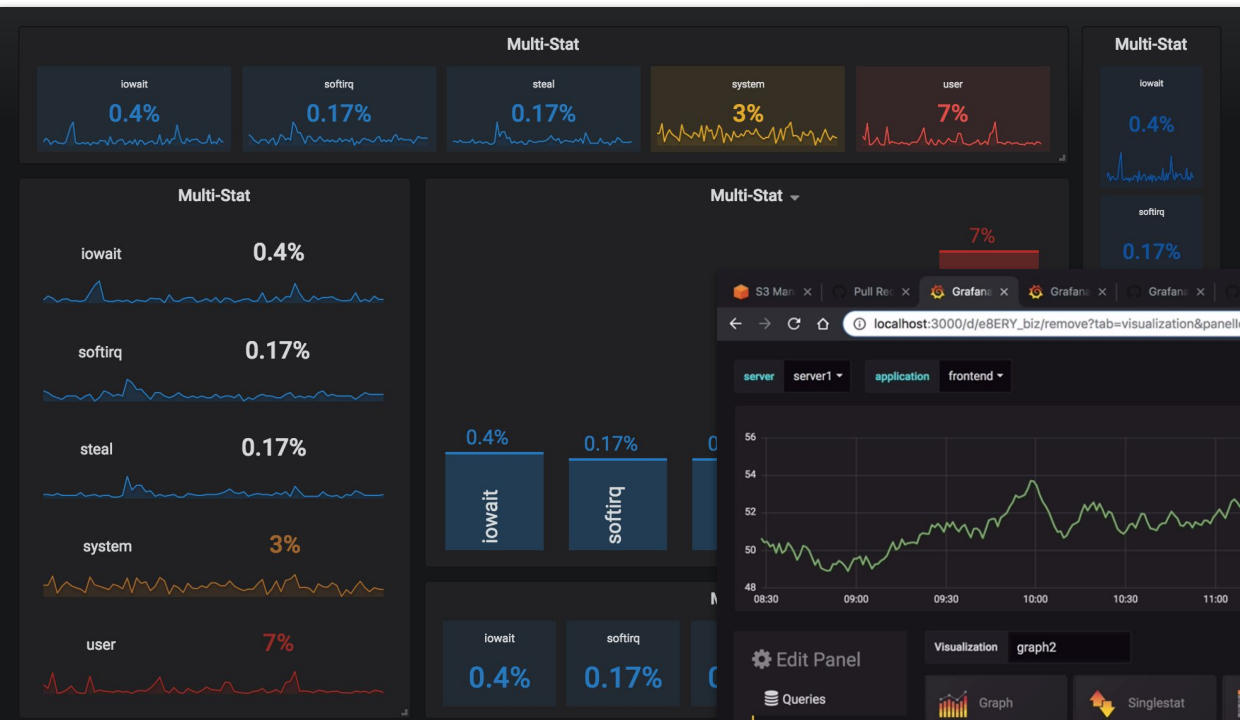 Multi-Stat
iowait
0.4%
softirq
0.17%
steal
0.17%
system
3%
user
7%
Multi-Stat
iowait
0.4%
softirq
0.17%
Multi-Stat
iowait 0.4%
softirq 0.17%
steal 0.17%
system 3%
user 7%
Multi-Stat
0.4%
iowait
0.17%
softirq
7%
iowait
0.4%
softirq
0.17%
S3 Man
Pull Rec
Grafana
Grafana
Grafana
localhost:3000/d/e8ERY_biz/remove?tab=visualization&panelI
server server1 application frontend
56
54
52
50
48
08:30 09:00 09:30 10:00 10:30 11:00
Edit Panel
Queries
Visualization graph2
Graph
Singlestat